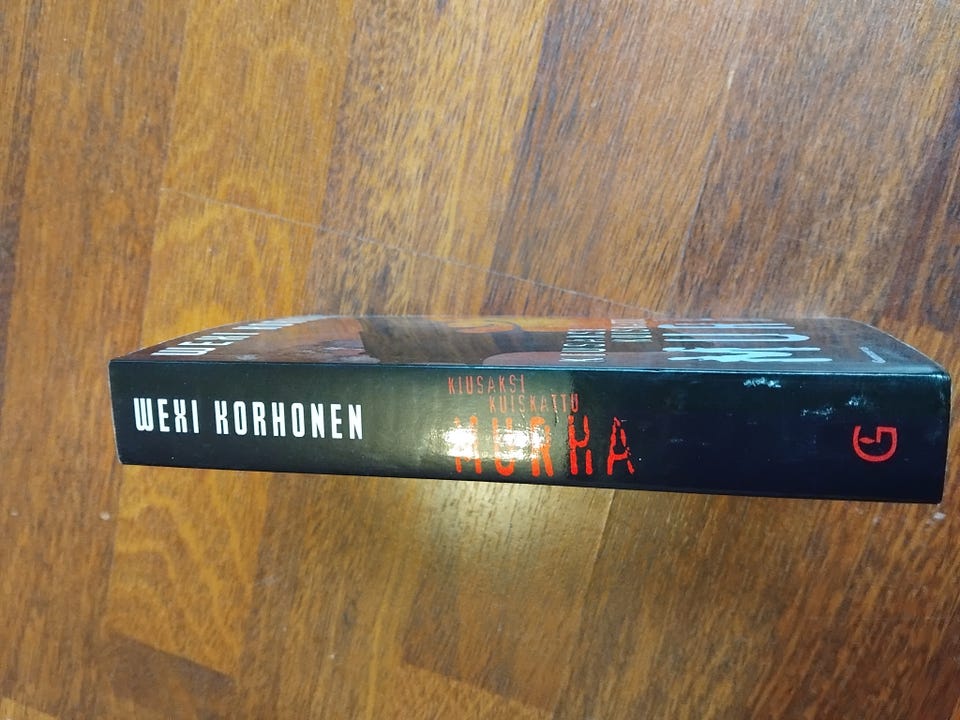 WEXI KORHONEN
KIUSAKSI
KUISKATTU
MURHA
G